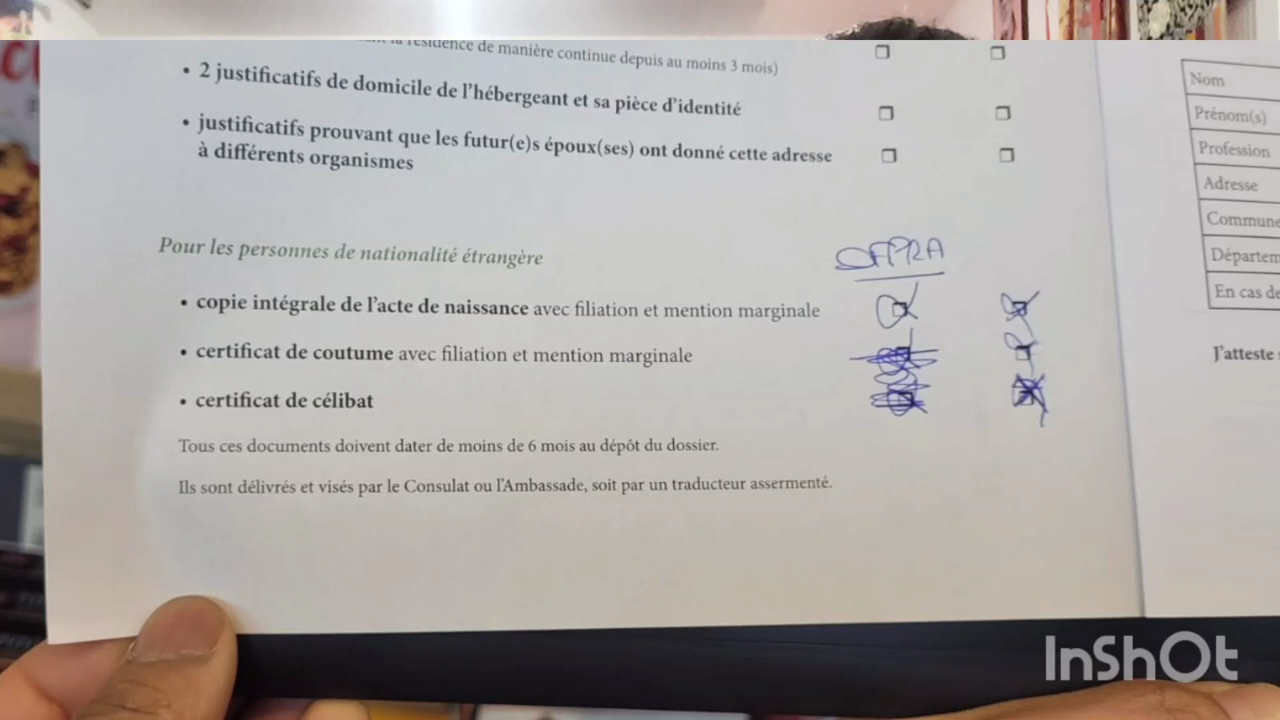 résidence de manière continue depuis au moins 3 mois)
• 2 justificatifs de domicile de l'hébergeant et sa pièce d'identité
• justificatifs prouvant que les futur(e)s époux(ses) ont donné cette adresse
à différents organismes
Pour les personnes de nationalité étrangère
OFPRA
• copie intégrale de l'acte de naissance avec filiation et mention marginale
• certificat de coutume avec filiation et mention marginale
• certificat de célibat
Tous ces documents doivent dater de moins de 6 mois au dépôt du dossier.
Ils sont délivrés et visés par le Consulat ou l'Ambassade, soit par un traducteur assermenté.
Nom
Prénom(s)
Profession
Adresse
Commune
Départem
En cas de
J'atteste
InShOt